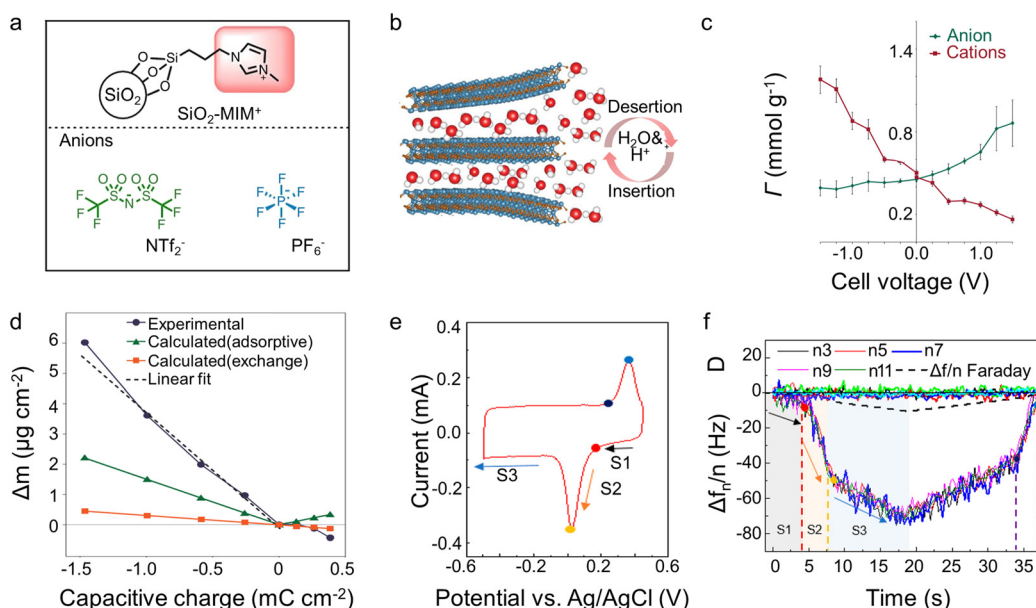 a
O
O
O
Si
N
N
+
SiO2
SiO2-MIM+
Anions
O O O O
F S S F
N-
F F F F
NTf2-
F
F F
P-
F F
F
PF6-
b
Desertion
H2O&
H+
Insertion
c
Anion
Cations
Γ (mmol g-1)
1.4
0.8
0.2
-1.0 0.0 1.0
Cell voltage (V)
d
Experimental
Calculated(adsorptive)
Calculated(exchange)
Linear fit
Δm (μg cm-2)
6
5
4
3
2
1
0
-1.5 -1.0 -0.5 0.0 0.5
Capacitive charge (mC cm-2)
e
Current (mA)
0.4
0.2
0.0
-0.2
-0.4
S1
S2
S3
-0.6 -0.2 0.2 0.6
Potential vs. Ag/AgCl (V)
f
n3 n5 n7
n9 n11 Δf/n Faraday
D
Δfn/n (Hz)
0
-20
-40
-60
-80
S1 S2 S3
0 5 10 15 20 25 30 35
Time (s)